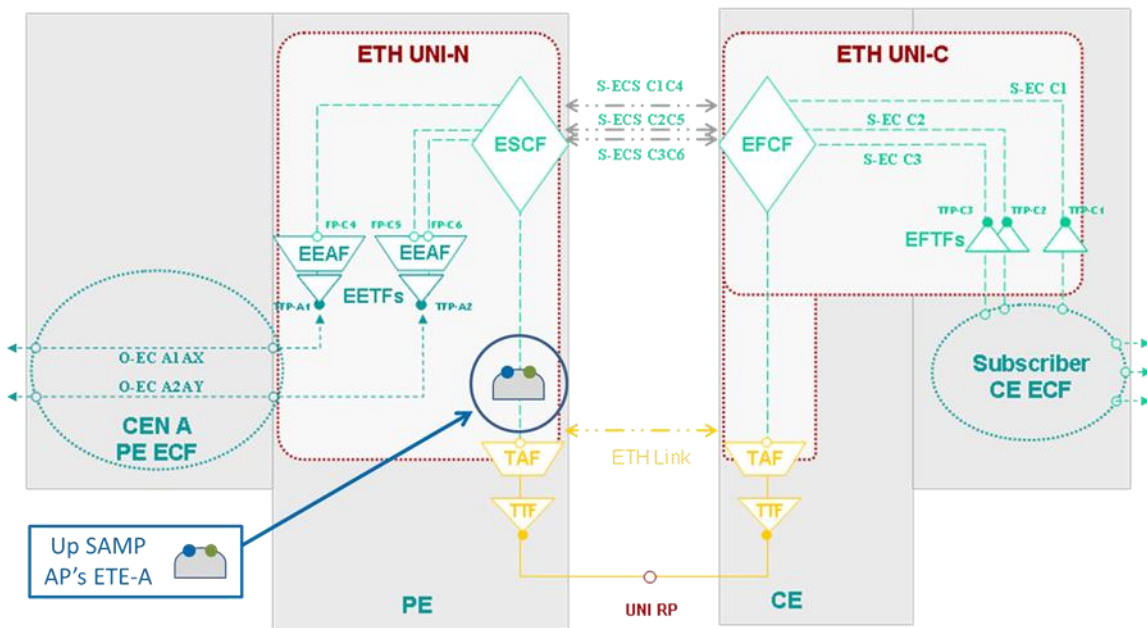 ETH UNI-N
ETH UNI-C
S-ECS C1C4
S-ECS C2C5
S-ECS C3C6
S-EC C1
S-EC C2
S-EC C3
ESCF
EFCF
FP-C4
FP-C5
FP-C6
EEAF
EEAF
EETFs
TFP-A1
TFP-A2
TFP-C3
TFP-C2
TFP-C1
EFTFs
O-EC A1AX
O-EC A2AY
CEN A
PE ECF
Subscriber
CE ECF
TAF
ETH Link
TAF
TTF
TTF
Up SAMP
AP's ETE-A
PE
UNI RP
CE